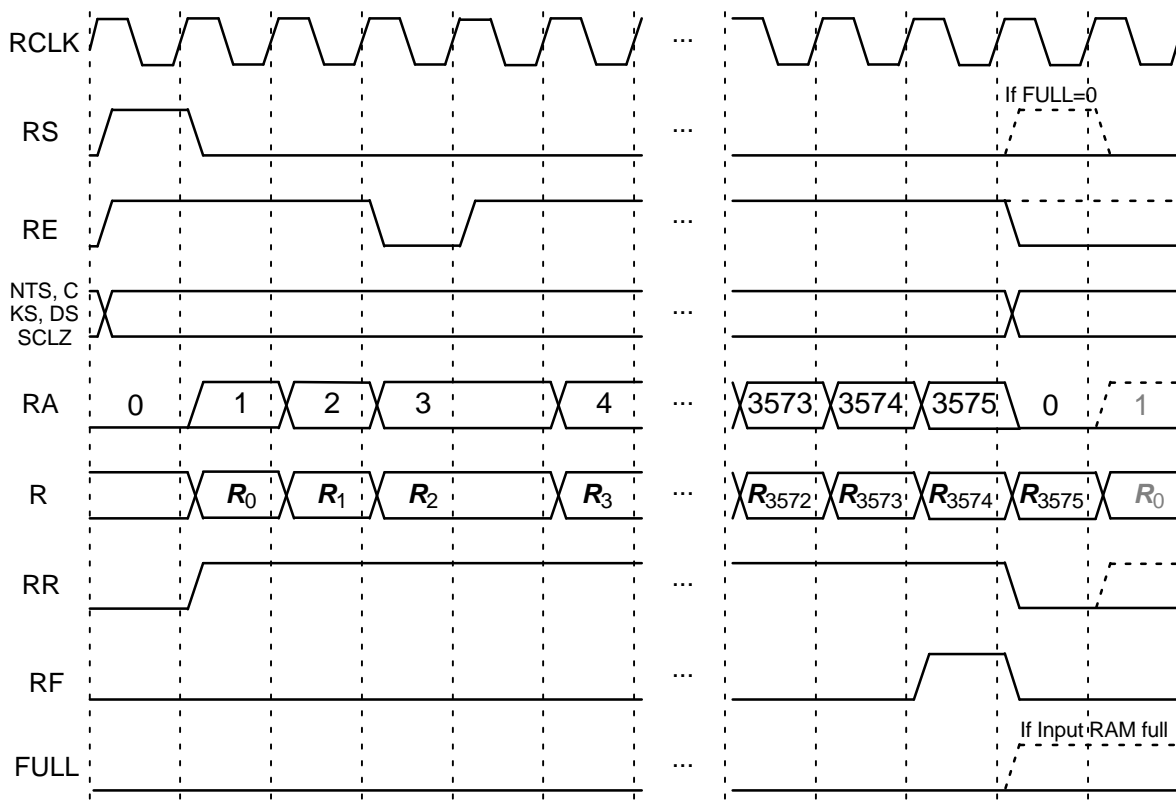 RCLK ...
If FULL=0
RS ...
RE ...
NTS, C
KS, DS ...
SCLZ
RA 0 1 2 3 4 ... 3573 3574 3575 0 1
R R0 R1 R2 R3 ... R3572 R3573 R3574 R3575 R0
RR ...
RF ...
If Input RAM full
FULL ...